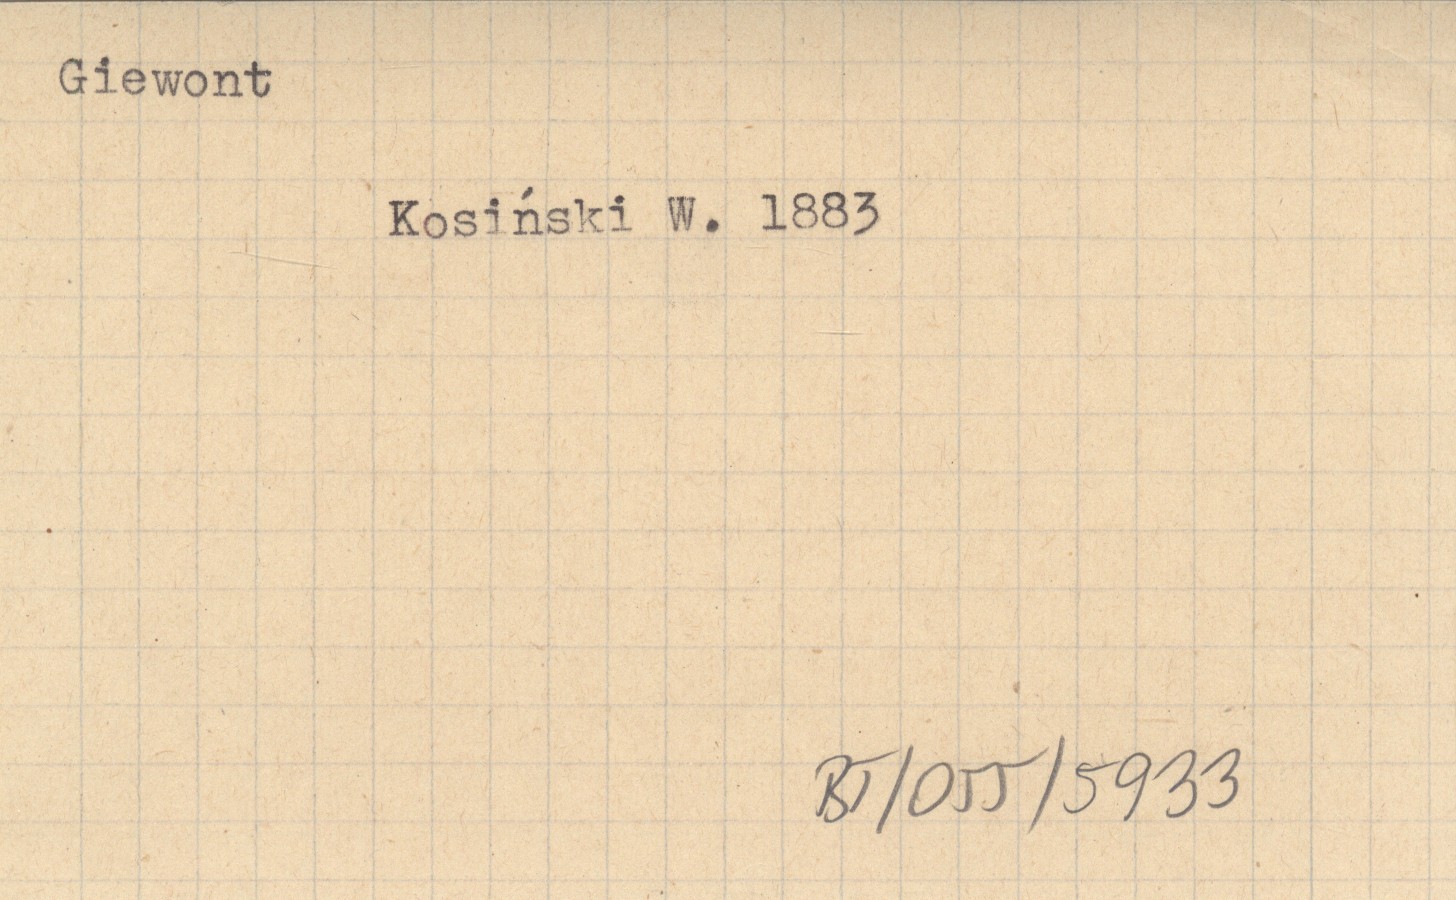 Giewont
Kosiński W. 1883
BT/055/5933